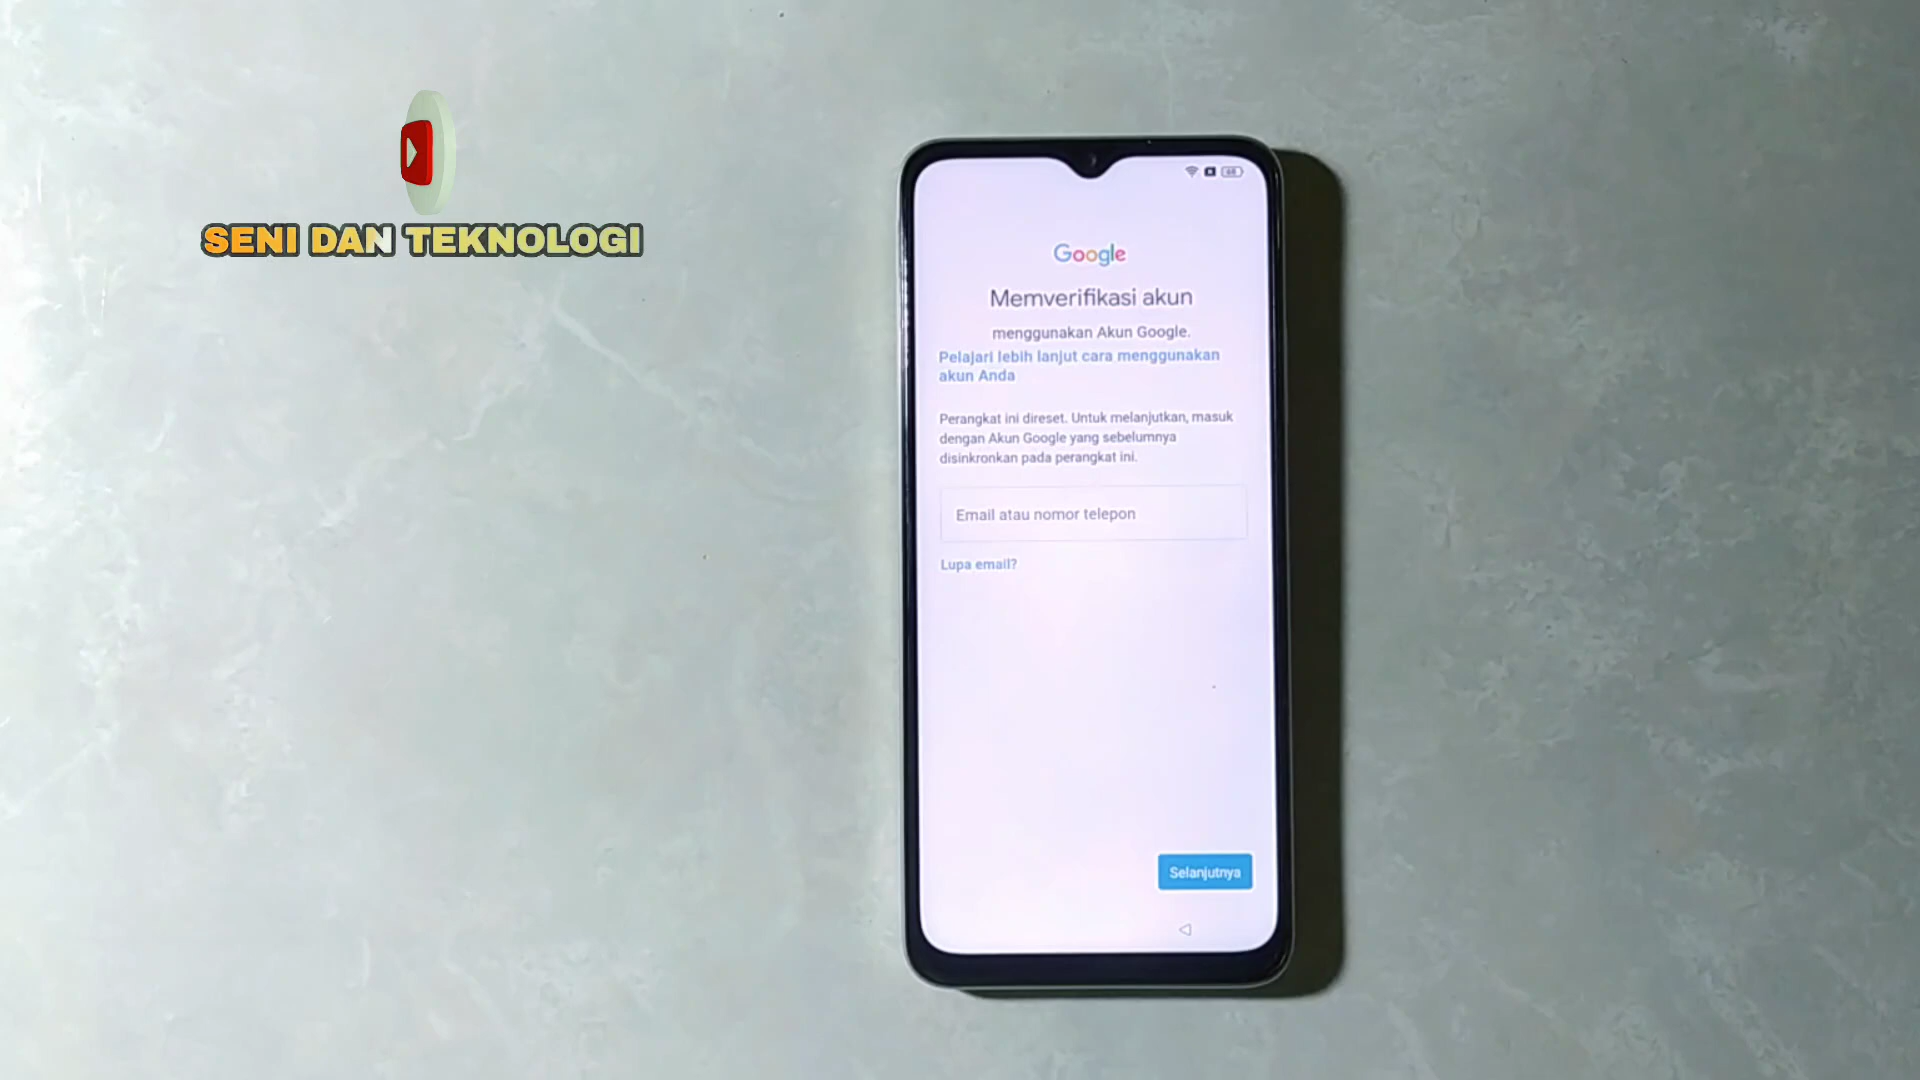 SENI DAN TEKNOLOGI
Google
Memverifikasi akun
menggunakan Akun Google.
Pelajari lebih lanjut cara menggunakan
akun Anda
Perangkat ini direset. Untuk melanjutkan, masuk
dengan Akun Google yang sebelumnya
disinkronkan pada perangkat ini.
Email atau nomor telepon
Lupa email?
Selanjutnya